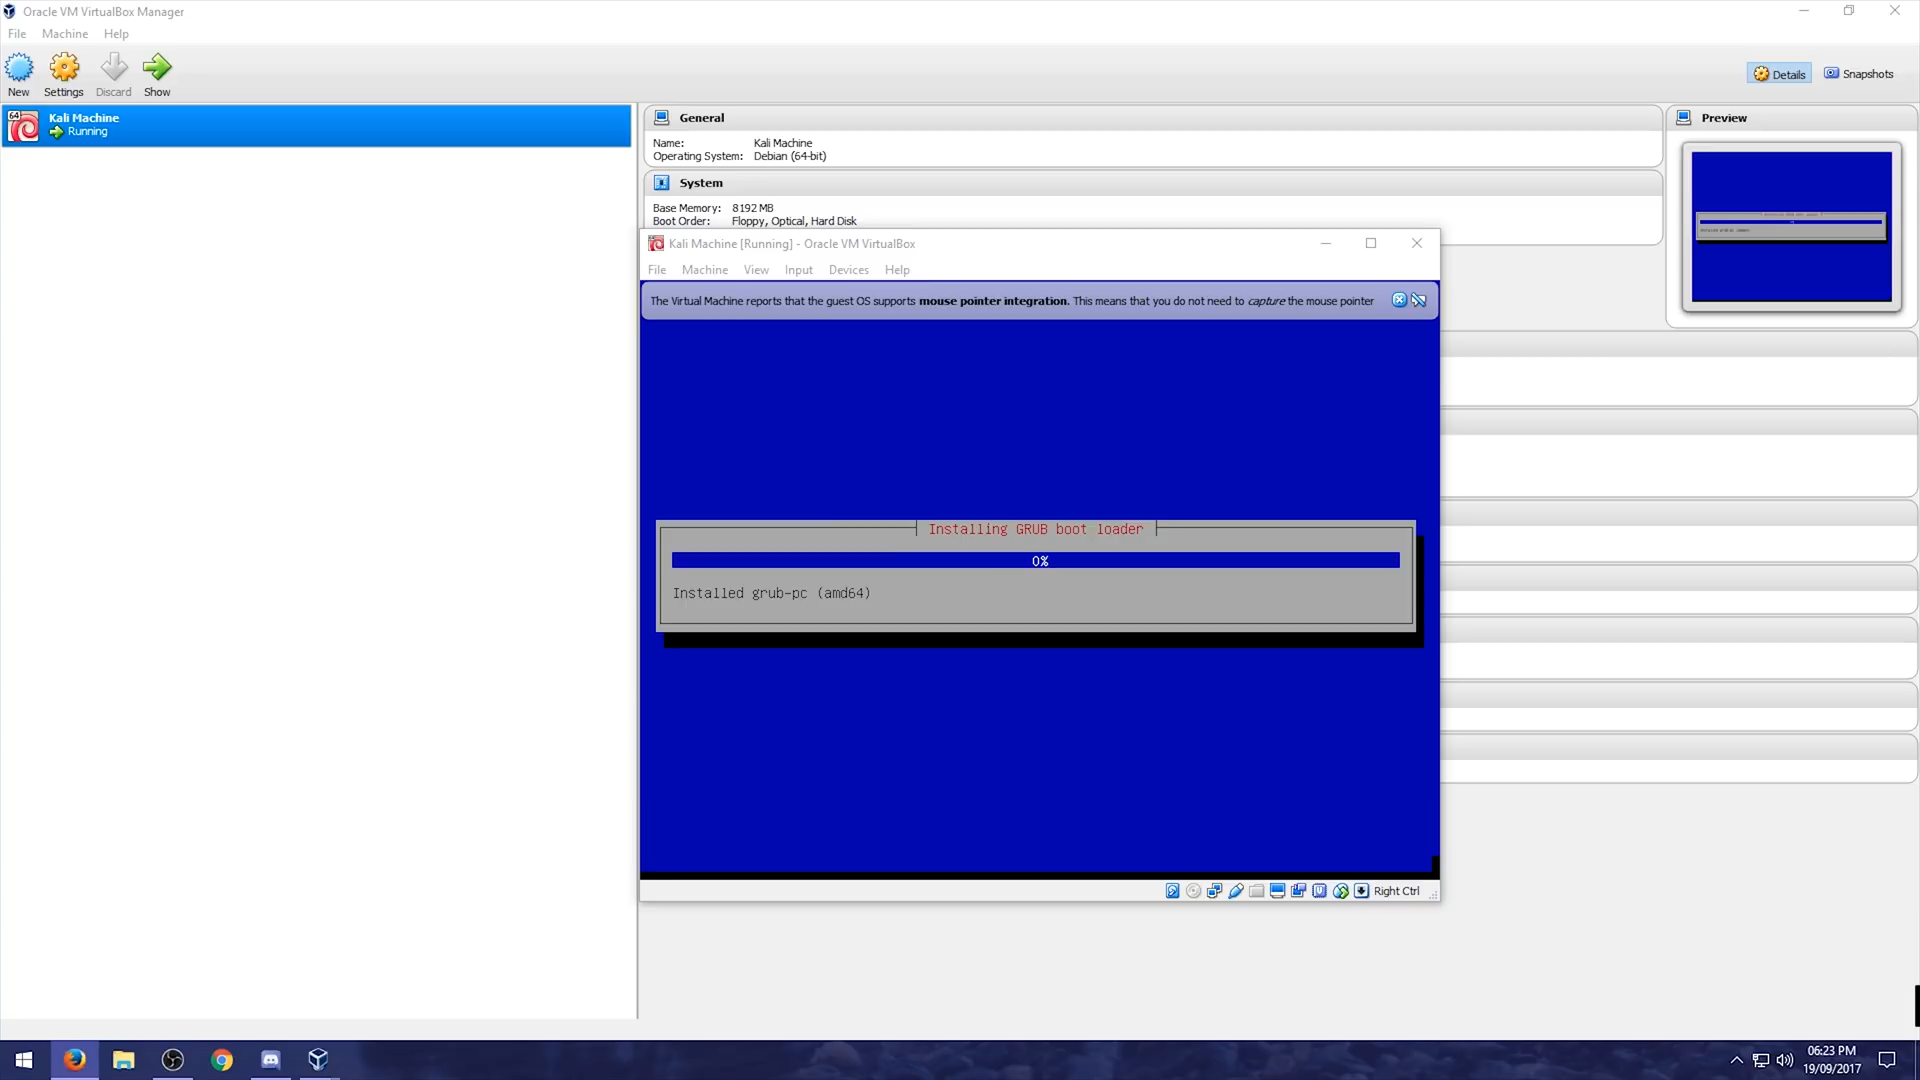 Oracle VM VirtualBox Manager
File Machine Help
New Settings Discard Show
Details Snapshots
64 Kali Machine
Running
General
Name: Kali Machine
Operating System: Debian (64-bit)
System
Base Memory: 8192 MB
Boot Order: Floppy, Optical, Hard Disk
Preview
Kali Machine [Running] - Oracle VM VirtualBox
File Machine View Input Devices Help
The Virtual Machine reports that the guest OS supports mouse pointer integration. This means that you do not need to capture the mouse pointer
Installing GRUB boot loader
0%
Installed grub-pc (amd64)
Right Ctrl
06:23 PM
19/09/2017